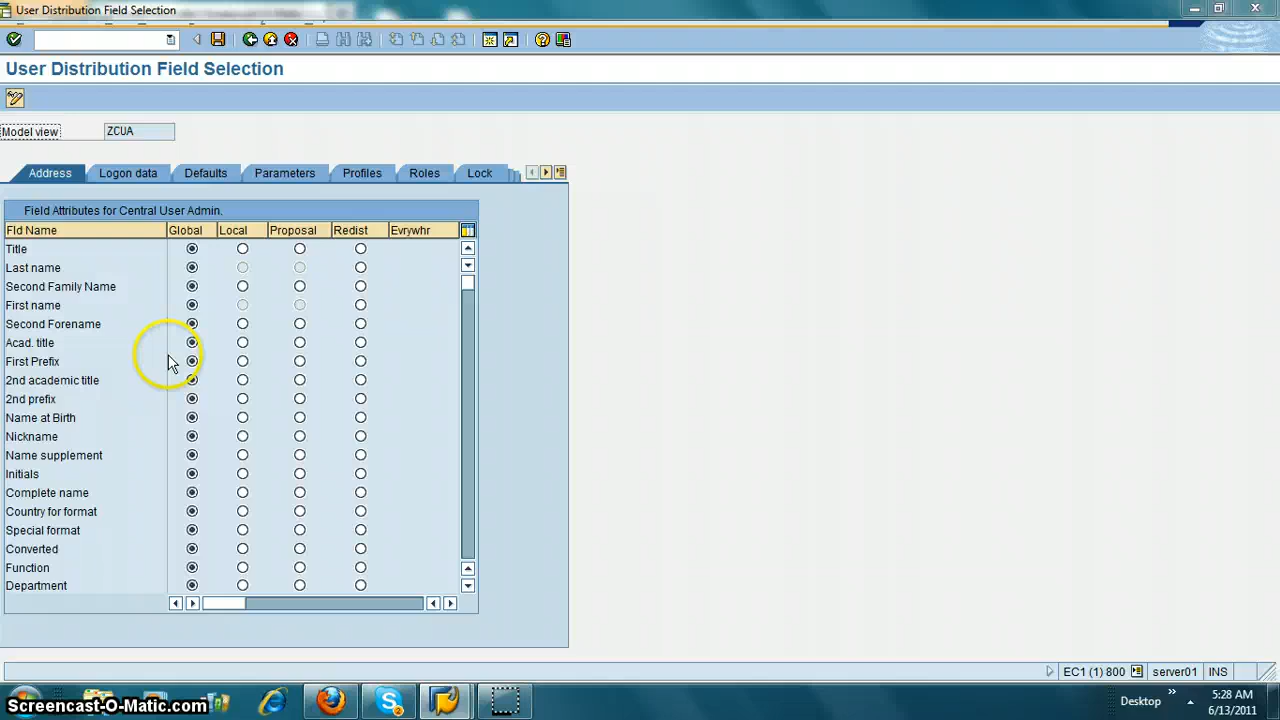 User Distribution Field Selection
User Distribution Field Selection
Model view ZCUA
Address Logon data Defaults Parameters Profiles Roles Lock
Field Attributes for Central User Admin.
Fld Name Global Local Proposal Redist Evrywhr
Title
Last name
Second Family Name
First name
Second Forename
Acad. title
First Prefix
2nd academic title
2nd prefix
Name at Birth
Nickname
Name supplement
Initials
Complete name
Country for format
Special format
Converted
Function
Department
EC1 (1) 800 server01 INS
Screencast-O-Matic.com
Desktop
5:28 AM
6/13/2011